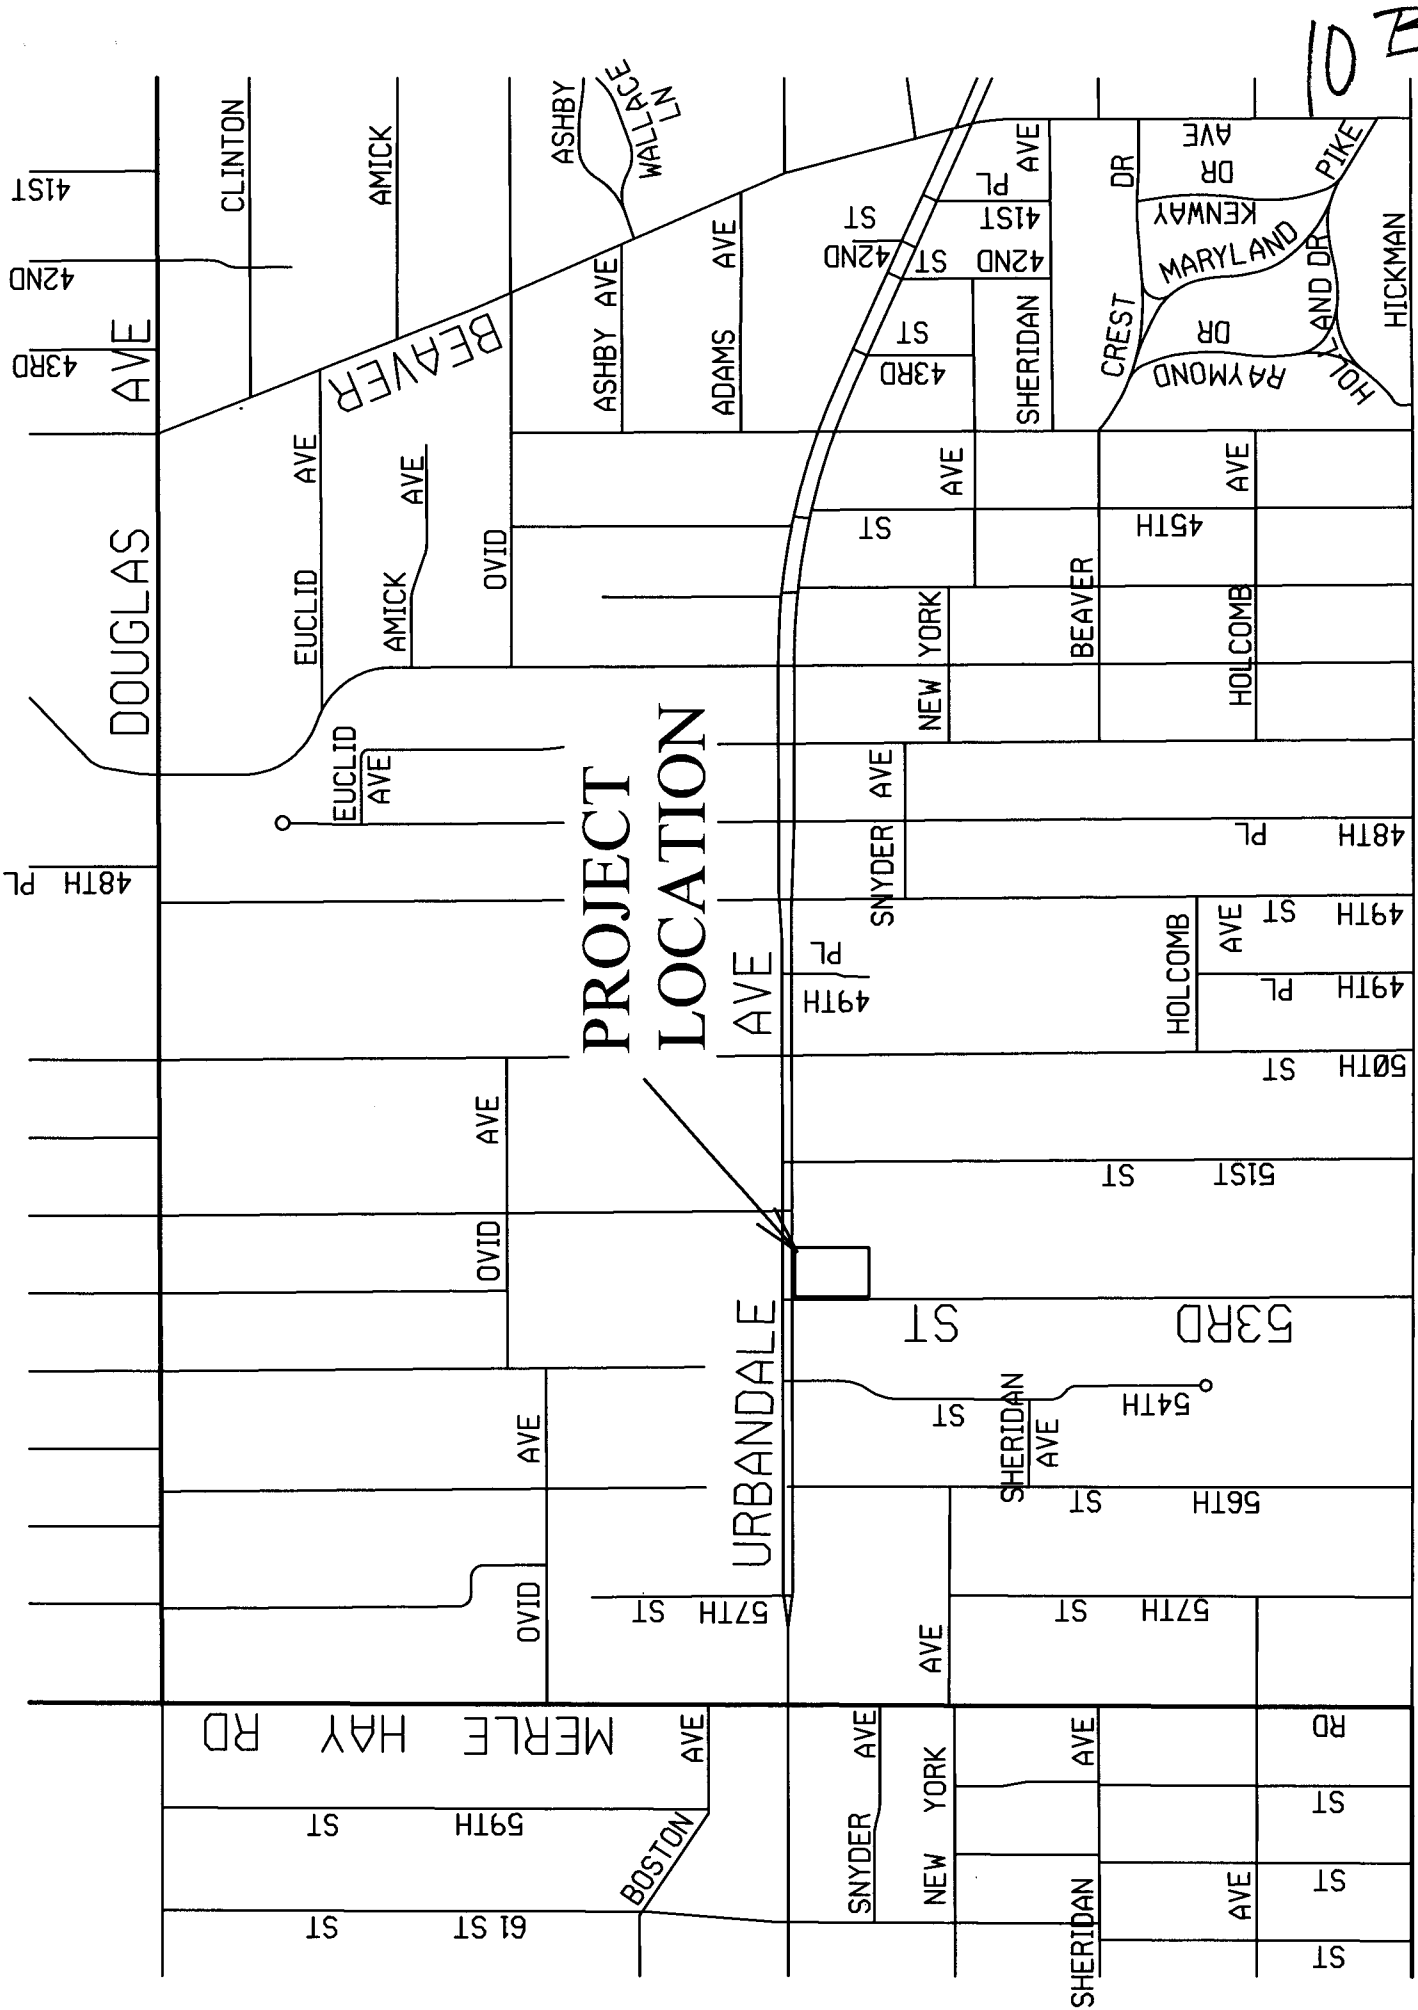 10
41ST
42ND
43RD
48TH PL
DOUGLAS AVE
CLINTON
AMICK
ASHBY
WALLACE
LN
BEAVER
EUCLID AVE
AMICK AVE
OVID
EUCLID
AVE
ASHBY AVE
ADAMS AVE
42ND
ST
PL
41ST
AVE
42ND ST
43RD
ST
SHERIDAN
CREST DR
KENWAY
DR
AVE
PIKE
MARYLAND
HOLLAND DR
RAYMOND
DR
HICKMAN
45TH ST
NEW YORK AVE
BEAVER
HOLCOMB AVE
PROJECT
LOCATION
SNYDER AVE
48TH PL
49TH ST
HOLCOMB
AVE
49TH PL
49TH
PL
50TH ST
51ST ST
53RD ST
URBANDALE AVE
OVID AVE
OVID AVE
54TH ST
SHERIDAN
AVE
56TH ST
57TH ST
57TH ST
AVE
MERLE HAY RD
59TH ST
61 ST ST
BOSTON AVE
SNYDER AVE
NEW YORK
SHERIDAN AVE
AVE
RD
ST
ST
ST